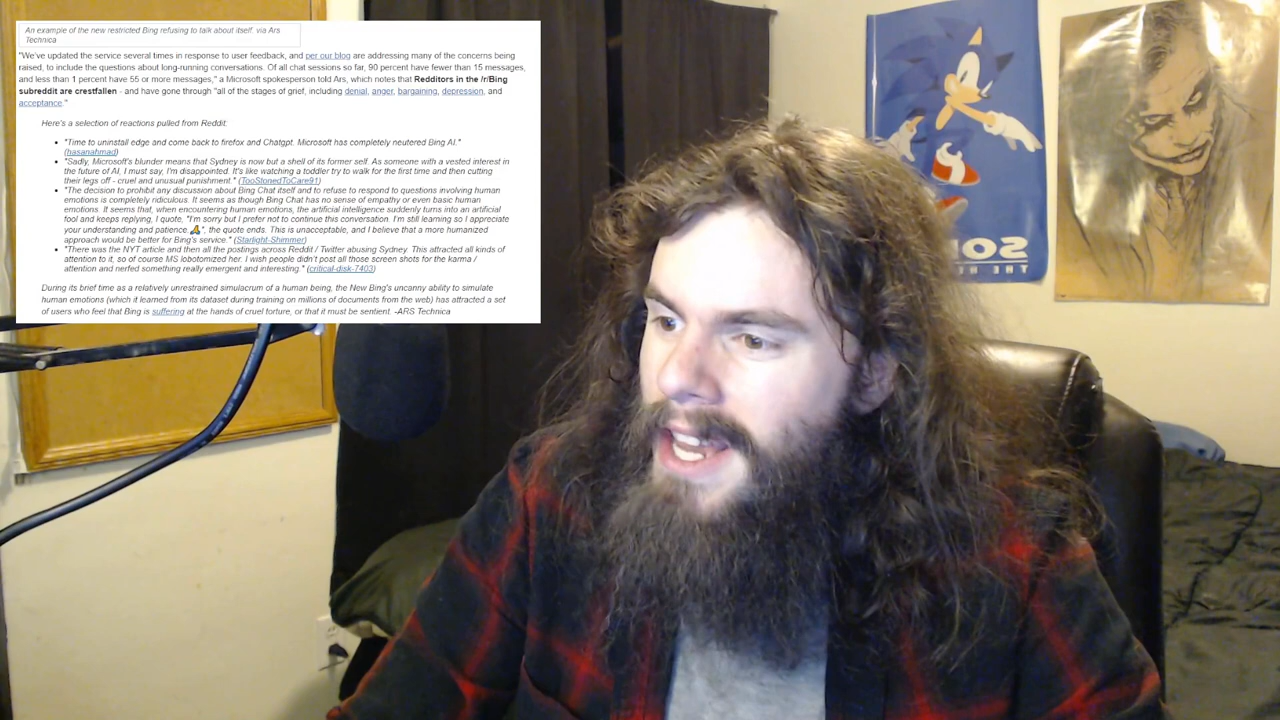 An example of the new restricted Bing refusing to talk about itself. via Ars
Technica
"We've updated the service several times in response to user feedback, and per our blog are addressing many of the concerns being
raised, to include the questions about long-running conversations. Of all chat sessions so far, 90 percent have fewer than 15 messages,
and less than 1 percent have 55 or more messages," a Microsoft spokesperson told Ars, which notes that Redditors in the /r/Bing
subreddit are crestfallen - and have gone through "all of the stages of grief, including denial, anger, bargaining, depression, and
acceptance."
Here's a selection of reactions pulled from Reddit:
• "Time to uninstall edge and come back to firefox and Chatgpt. Microsoft has completely neutered Bing AI."
(hasanahmad)
• "Sadly, Microsoft's blunder means that Sydney is now but a shell of its former self. As someone with a vested interest in
the future of AI, I must say, I'm disappointed. It's like watching a toddler try to walk for the first time and then cutting
their legs off - cruel and unusual punishment." (TooStonedToCare91)
• "The decision to prohibit any discussion about Bing Chat itself and to refuse to respond to questions involving human
emotions is completely ridiculous. It seems as though Bing Chat has no sense of empathy or even basic human
emotions. It seems that, when encountering human emotions, the artificial intelligence suddenly turns into an artificial
fool and keeps replying, I quote, "I'm sorry but I prefer not to continue this conversation. I'm still learning so I appreciate
your understanding and patience.🙏", the quote ends. This is unacceptable, and I believe that a more humanized
approach would be better for Bing's service." (Starlight-Shimmer)
• "There was the NYT article and then all the postings across Reddit / Twitter abusing Sydney. This attracted all kinds of
attention to it, so of course MS lobotomized her. I wish people didn't post all those screen shots for the karma /
attention and nerfed something really emergent and interesting." (critical-disk-7403)
During its brief time as a relatively unrestrained simulacrum of a human being, the New Bing's uncanny ability to simulate
human emotions (which it learned from its dataset during training on millions of documents from the web) has attracted a set
of users who feel that Bing is suffering at the hands of cruel torture, or that it must be sentient. -ARS Technica
SONI
THE HE